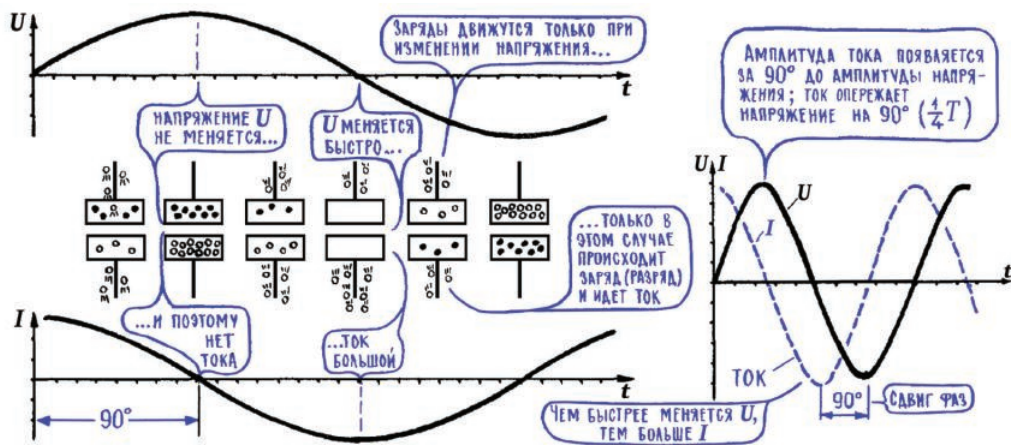 U
t
ЗАРЯДЫ ДВИЖУТСЯ ТОЛЬКО ПРИ
ИЗМЕНЕНИИ НАПРЯЖЕНИЯ...
НАПРЯЖЕНИЕ U
НЕ МЕНЯЕТСЯ...
U МЕНЯЕТСЯ
БЫСТРО...
...ТОЛЬКО В
ЭТОМ СЛУЧАЕ
ПРОИСХОДИТ
ЗАРЯД (РАЗРЯД)
И ИДЕТ ТОК
I
...И ПОЭТОМУ
НЕТ
ТОКА
...ТОК
БОЛЬШОЙ
t
90°
АМПЛИТУДА ТОКА ПОЯВЛЯЕТСЯ
ЗА 90° ДО АМПЛИТУДЫ НАПРЯ-
ЖЕНИЯ; ТОК ОПЕРЕЖАЕТ
НАПРЯЖЕНИЕ НА 90° (1/4 T)
U I
U
I
t
ТОК
90°
СДВИГ ФАЗ
ЧЕМ БЫСТРЕЕ МЕНЯЕТСЯ U,
ТЕМ БОЛЬШЕ I